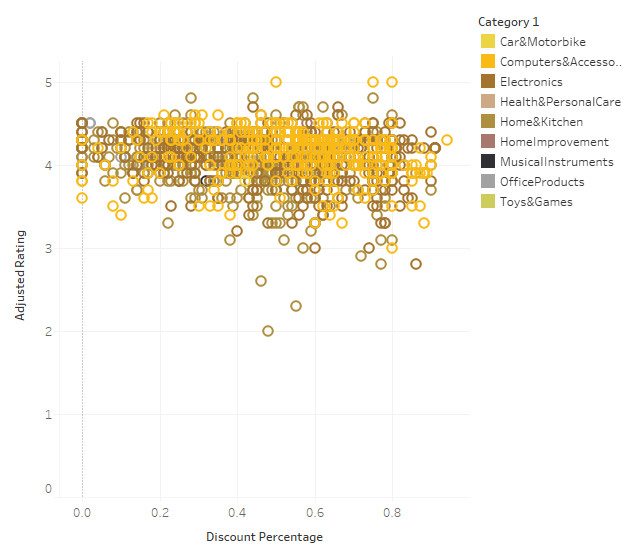 Category 1
Car&Motorbike
Computers&Accesso..
Electronics
Health&PersonalCare
Home&Kitchen
HomeImprovement
MusicalInstruments
OfficeProducts
Toys&Games
5
4
3
2
1
0
Adjusted Rating
0.0 0.2 0.4 0.6 0.8
Discount Percentage